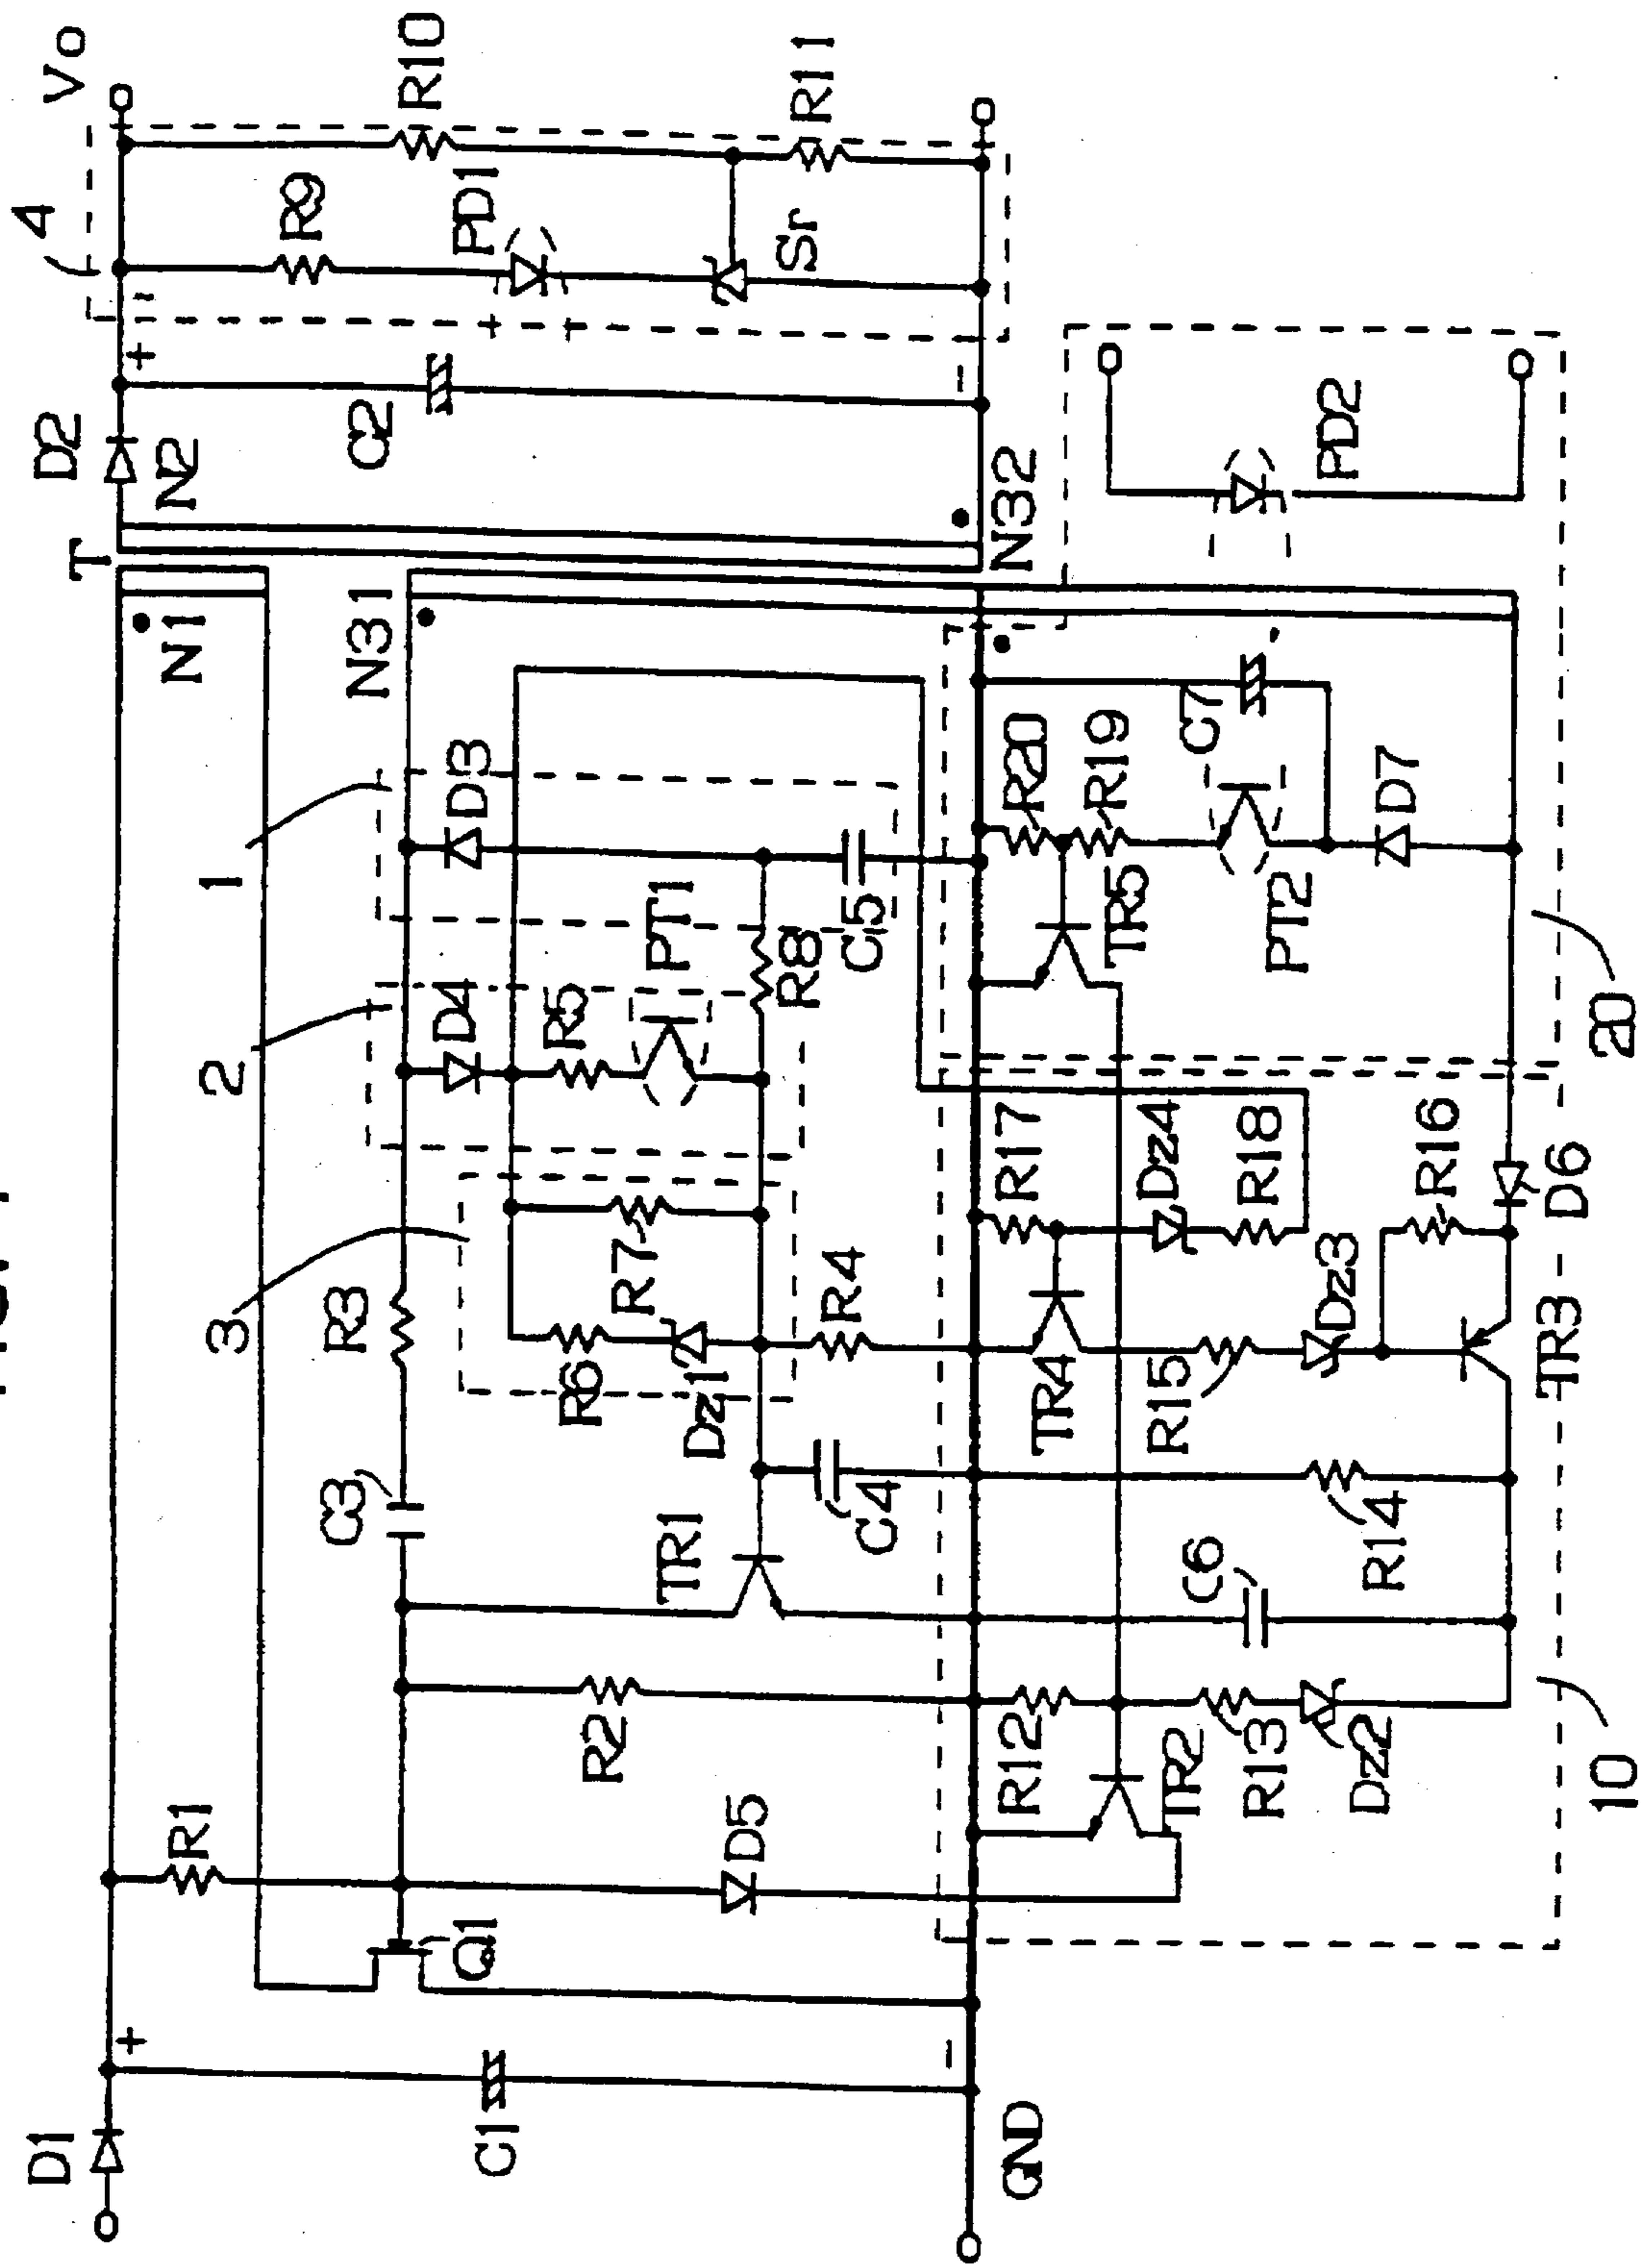 D1
C1
+
-
GND
R1
Q1
D5
R2
TR1
C3
R3
3
R6
Dz1
R7
R4
C4
2
D4
R5
PT1
R8
1
D3
C5
N31
N1
T
N2
D2
C2
+
-
N32
4
R9
PD1
Sr
R10
R11
Vo
R12
TR2
R13
Dz2
10
C6
R14
TR4
R15
Dz3
TR3
R17
Dz4
R18
R16
D6
TR5
R20
R19
PT2
C7
D7
20
PD2